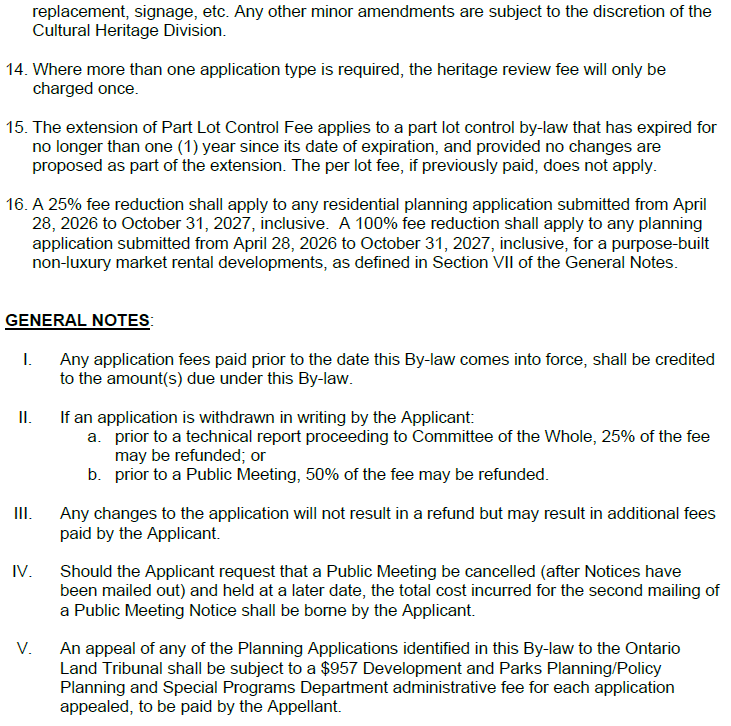 replacement, signage, etc. Any other minor amendments are subject to the discretion of the
Cultural Heritage Division.
14. Where more than one application type is required, the heritage review fee will only be
charged once.
15. The extension of Part Lot Control Fee applies to a part lot control by-law that has expired for
no longer than one (1) year since its date of expiration, and provided no changes are
proposed as part of the extension. The per lot fee, if previously paid, does not apply.
16. A 25% fee reduction shall apply to any residential planning application submitted from April
28, 2026 to October 31, 2027, inclusive.  A 100% fee reduction shall apply to any planning
application submitted from April 28, 2026 to October 31, 2027, inclusive, for a purpose-built
non-luxury market rental developments, as defined in Section VII of the General Notes.
GENERAL NOTES:
I. Any application fees paid prior to the date this By-law comes into force, shall be credited
to the amount(s) due under this By-law.
II. If an application is withdrawn in writing by the Applicant:
a. prior to a technical report proceeding to Committee of the Whole, 25% of the fee
may be refunded; or
b. prior to a Public Meeting, 50% of the fee may be refunded.
III. Any changes to the application will not result in a refund but may result in additional fees
paid by the Applicant.
IV. Should the Applicant request that a Public Meeting be cancelled (after Notices have
been mailed out) and held at a later date, the total cost incurred for the second mailing of
a Public Meeting Notice shall be borne by the Applicant.
V. An appeal of any of the Planning Applications identified in this By-law to the Ontario
Land Tribunal shall be subject to a $957 Development and Parks Planning/Policy
Planning and Special Programs Department administrative fee for each application
appealed, to be paid by the Appellant.